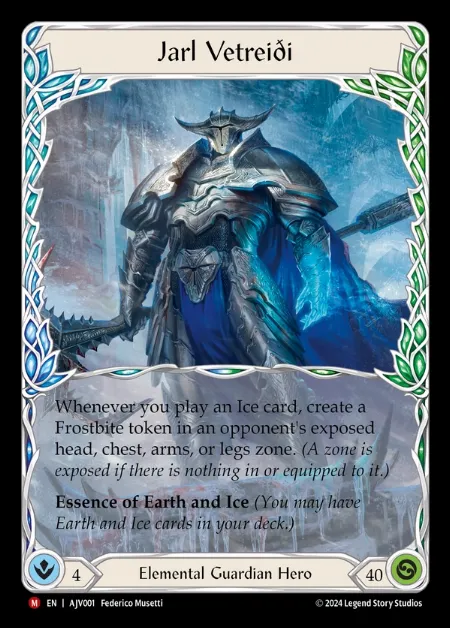 Jarl Vetreiði
Whenever you play an Ice card, create a
Frostbite token in an opponent's exposed
head, chest, arms, or legs zone. (A zone is
exposed if there is nothing in or equipped to it.)
Essence of Earth and Ice (You may have
Earth and Ice cards in your deck.)
4 Elemental Guardian Hero 40
M EN | AJV001 Federico Musetti © 2024 Legend Story Studios